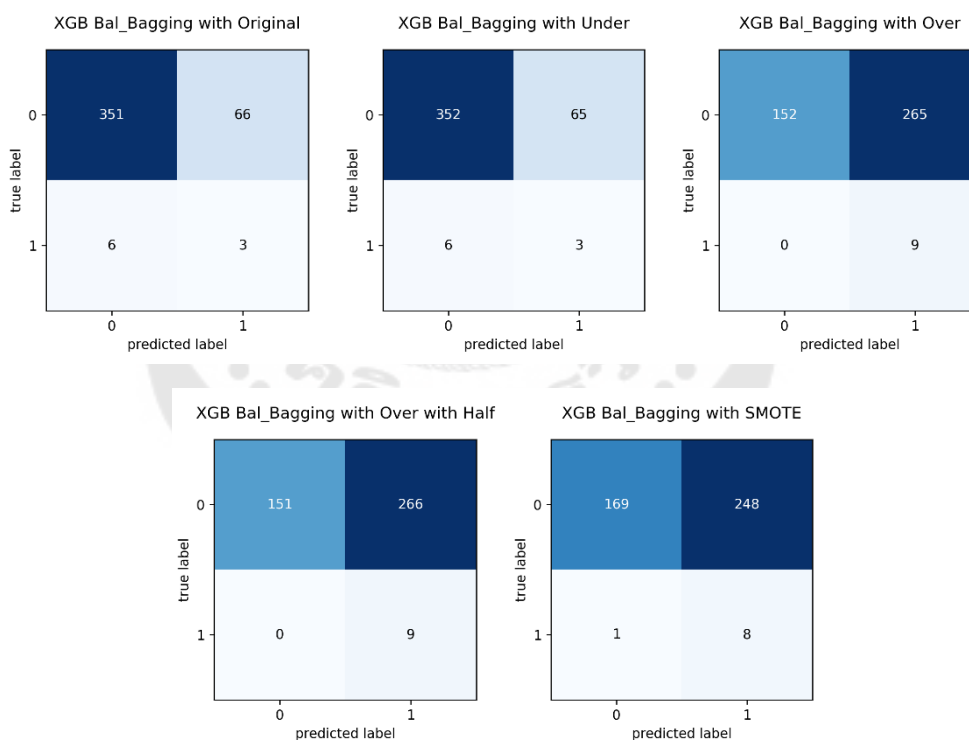 XGB Bal_Bagging with Original
0
351
66
true label
1
6
3
0
1
predicted label
XGB Bal_Bagging with Under
0
352
65
true label
1
6
3
0
1
predicted label
XGB Bal_Bagging with Over
0
152
265
true label
1
0
9
0
1
predicted label
XGB Bal_Bagging with Over with Half
0
151
266
true label
1
0
9
0
1
predicted label
XGB Bal_Bagging with SMOTE
0
169
248
true label
1
1
8
0
1
predicted label